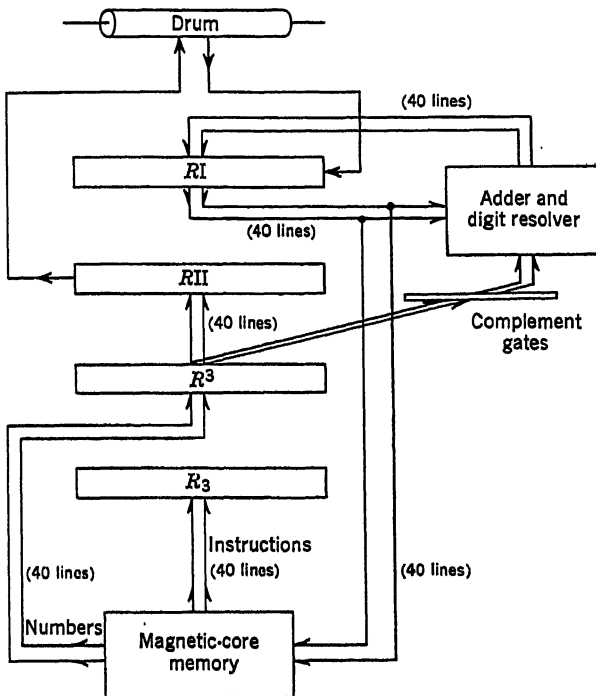 Drum
(40 lines)
RI
Adder and
digit resolver
(40 lines)
RII
(40 lines)
Complement
gates
R³
R₃
Instructions
(40 lines)
(40 lines)
(40 lines)
Numbers
Magnetic-core
memory